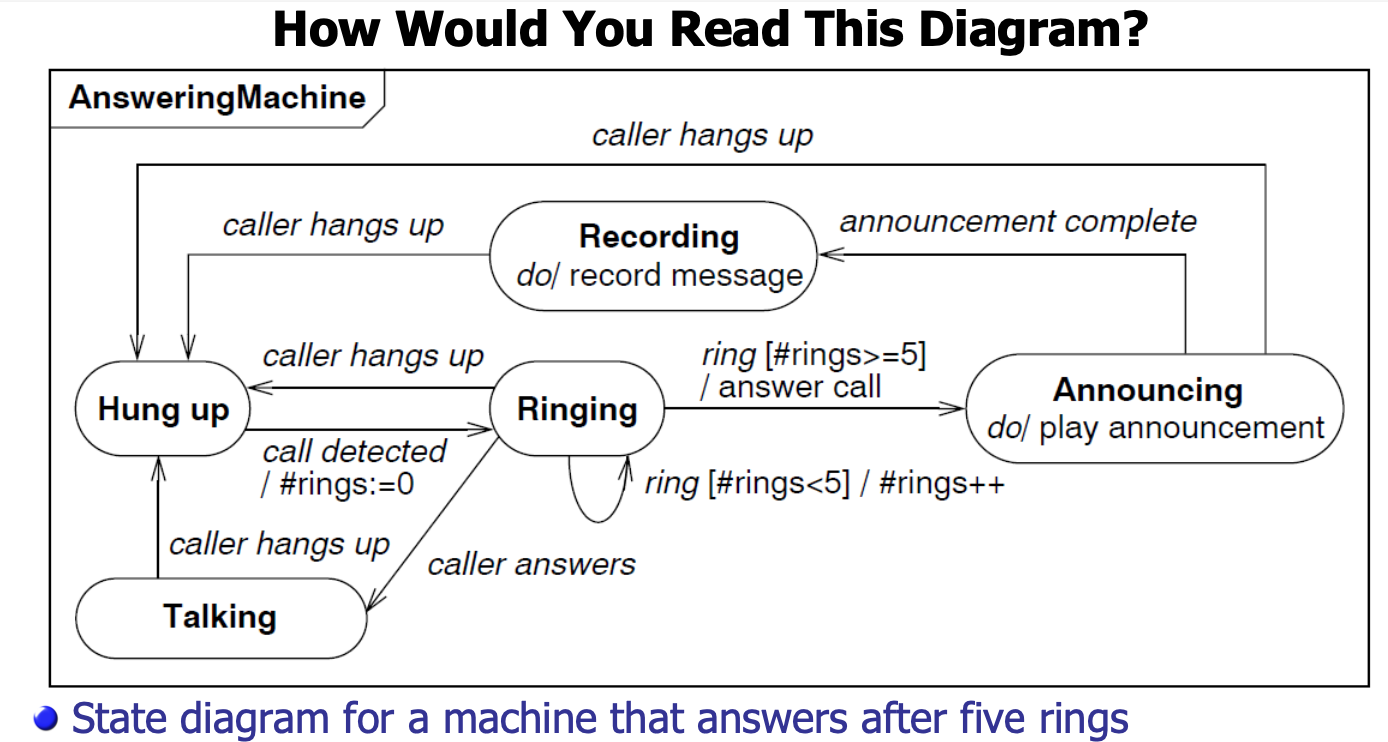 How Would You Read This Diagram?
AnsweringMachine
caller hangs up
caller hangs up
Recording
do/ record message
announcement complete
caller hangs up
ring [#rings>=5]
/ answer call
Hung up
Ringing
Announcing
do/ play announcement
call detected
/ #rings:=0
ring [#rings<5] / #rings++
caller hangs up
caller answers
Talking
State diagram for a machine that answers after five rings